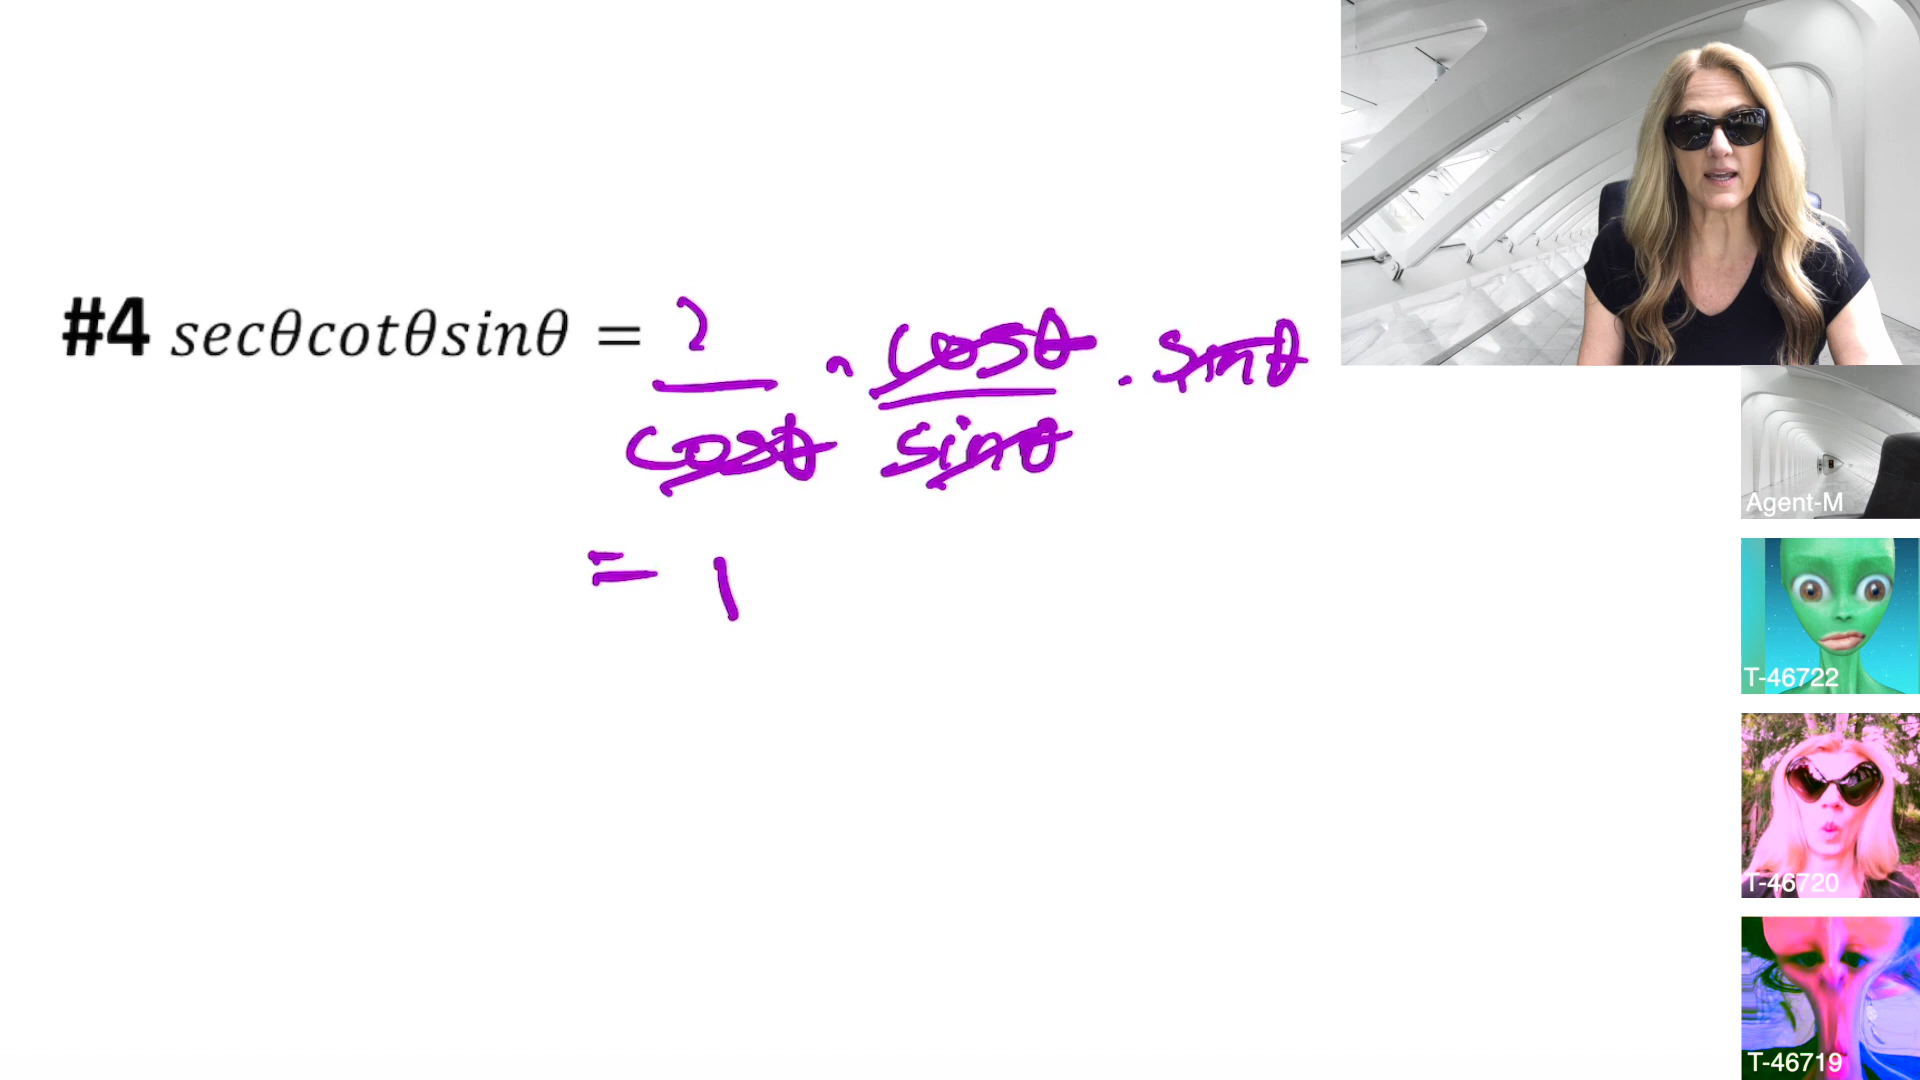 #4 secθcotθsinθ = 1/cosθ · cosθ/sinθ · sinθ
= 1
Agent-M
T-46722
T-46720
T-46719